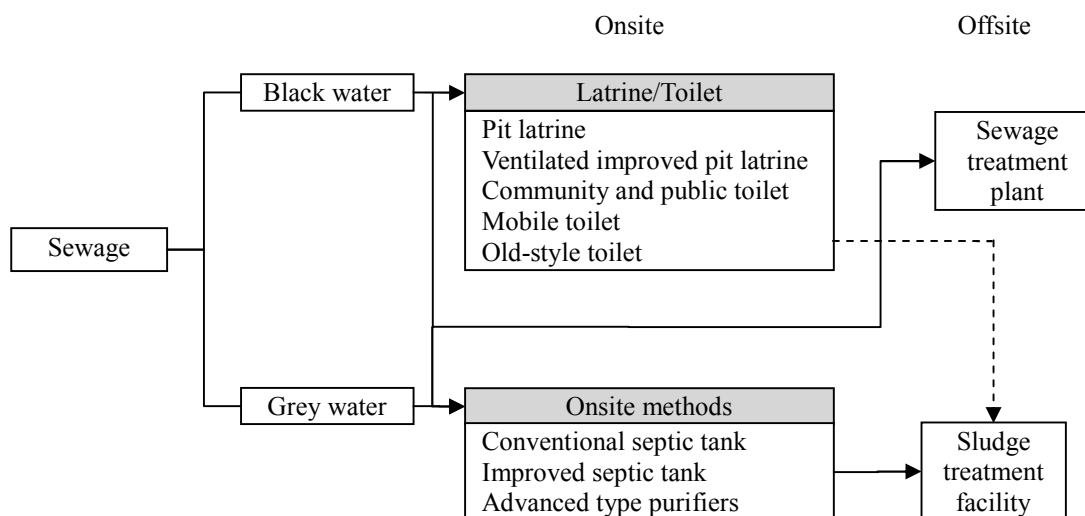 Onsite
Offsite
Black water
Latrine/Toilet
Pit latrine
Ventilated improved pit latrine
Community and public toilet
Mobile toilet
Old-style toilet
Sewage
treatment
plant
Sewage
Grey water
Onsite methods
Conventional septic tank
Improved septic tank
Advanced type purifiers
Sludge
treatment
facility